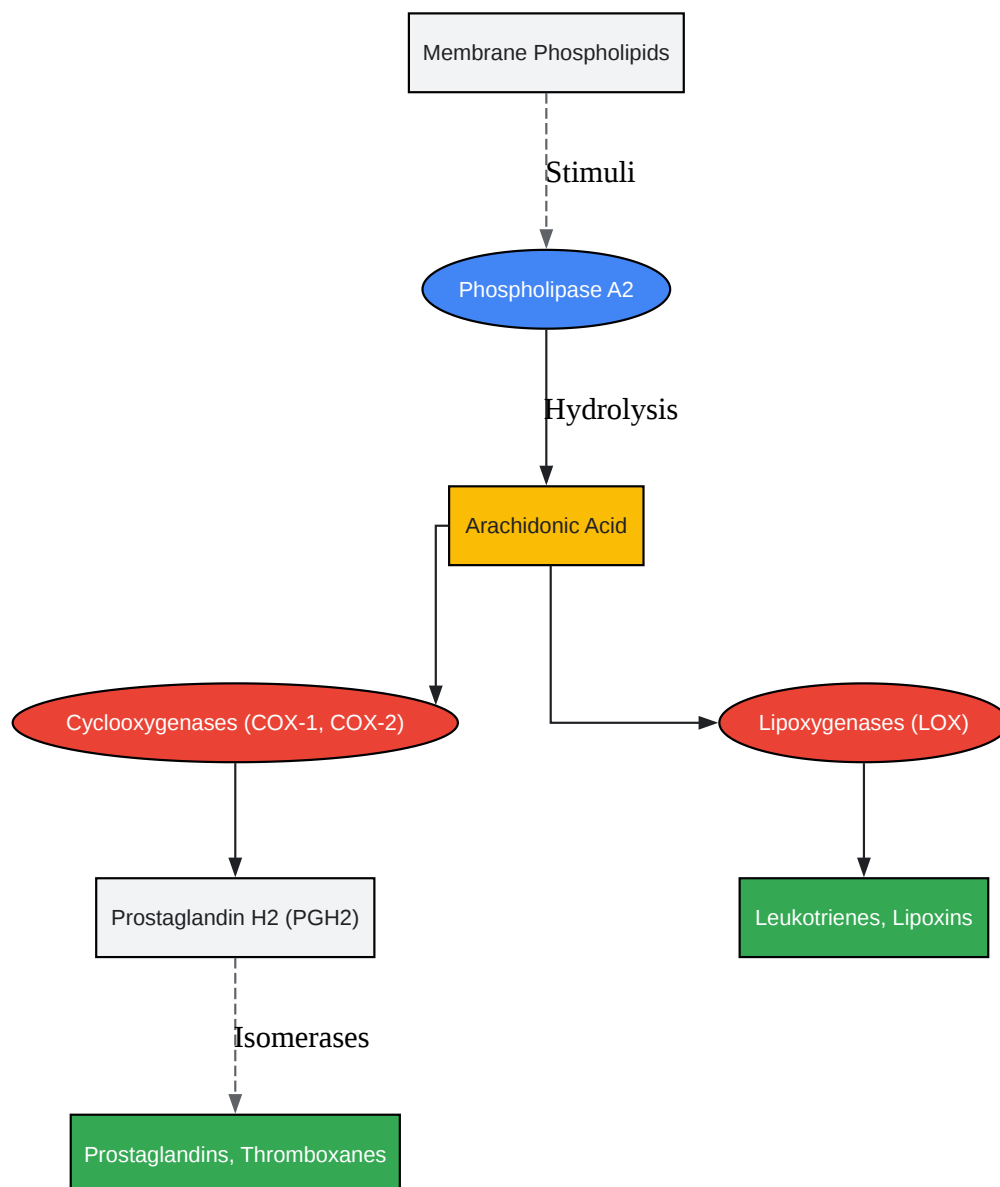 Membrane Phospholipids
Stimuli
Phospholipase A2
Hydrolysis
Arachidonic Acid
Cyclooxygenases (COX-1, COX-2)
Lipoxygenases (LOX)
Prostaglandin H2 (PGH2)
Leukotrienes, Lipoxins
Isomerases
Prostaglandins, Thromboxanes